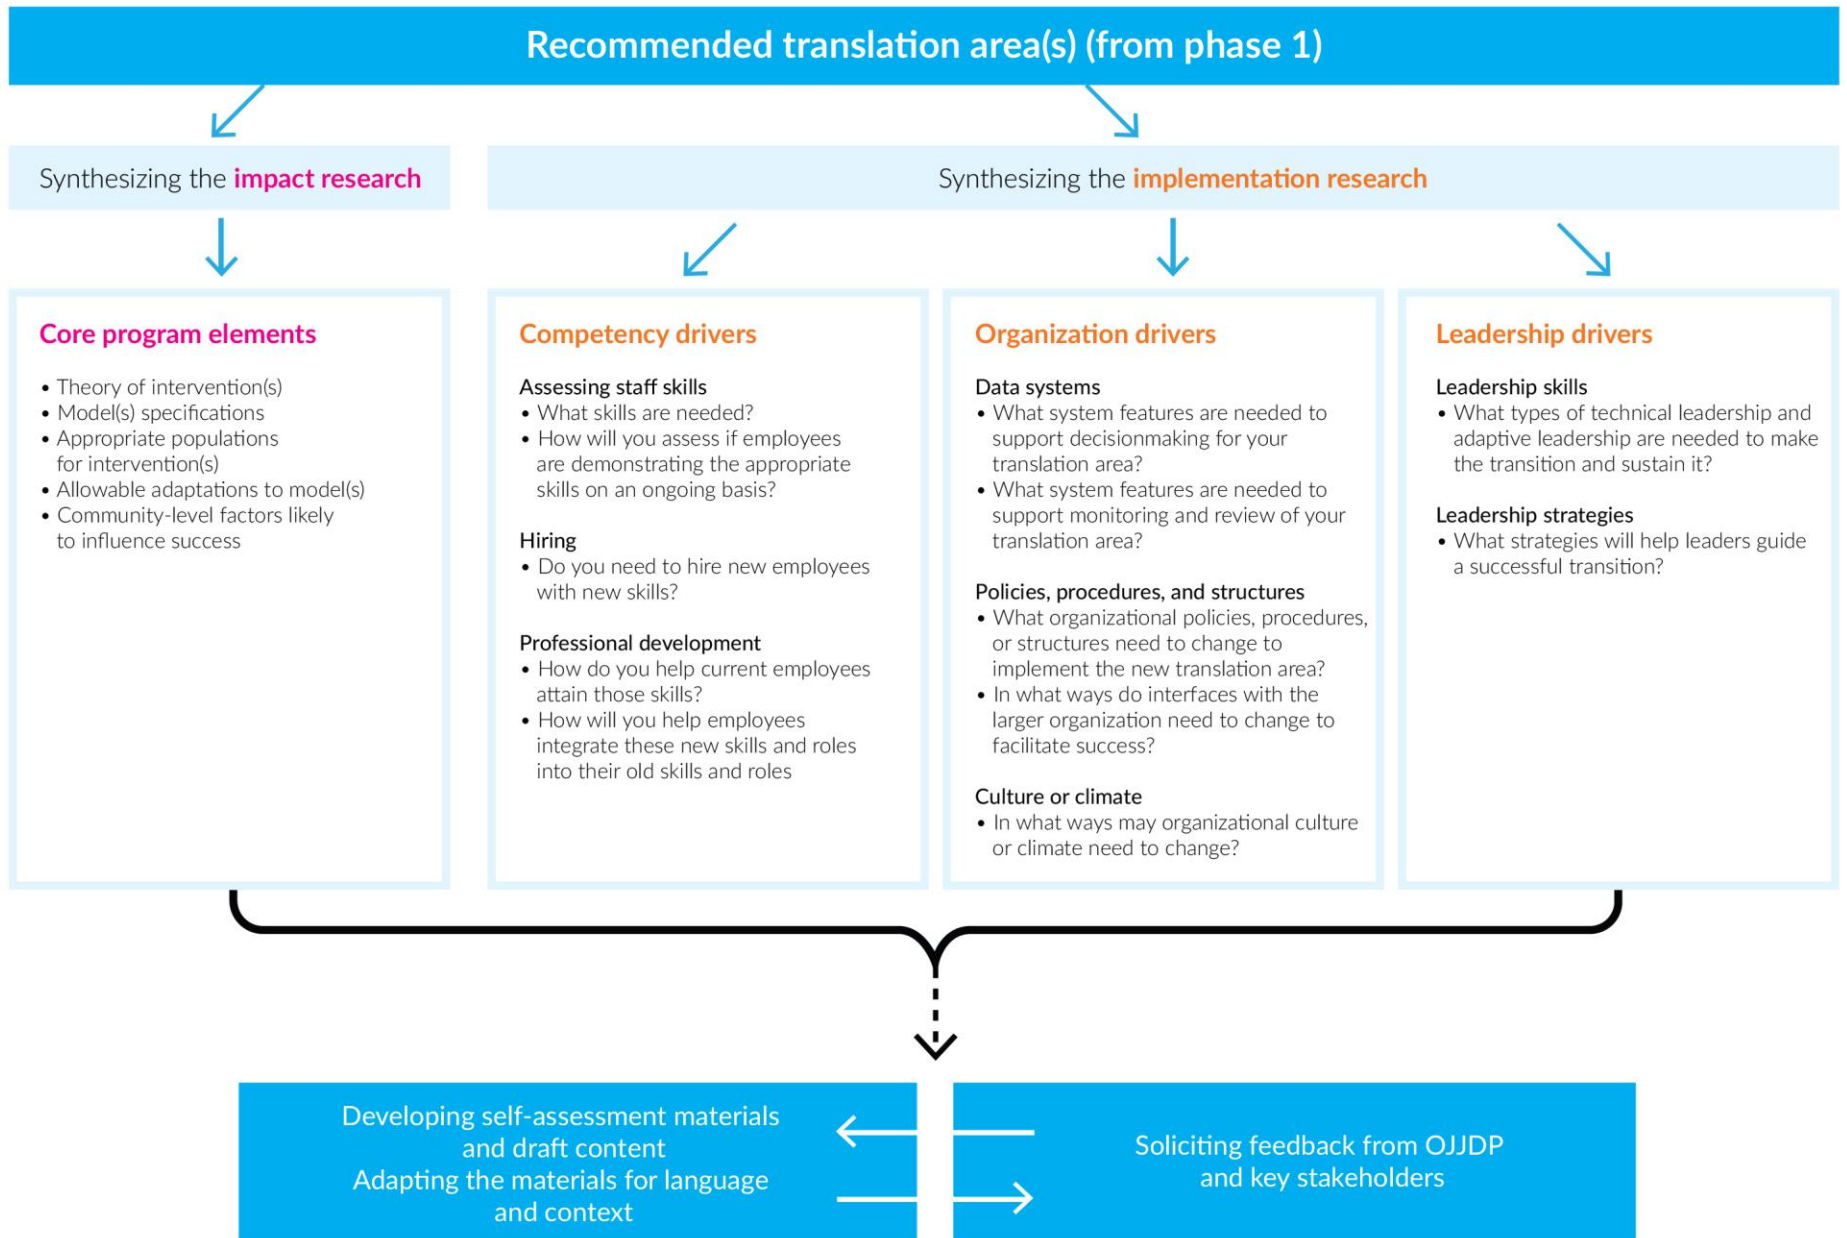 Recommended translation area(s) (from phase 1)
Synthesizing the impact research
Synthesizing the implementation research
Core program elements
• Theory of intervention(s)
• Model(s) specifications
• Appropriate populations
for intervention(s)
• Allowable adaptations to model(s)
• Community-level factors likely
to influence success
Competency drivers
Assessing staff skills
• What skills are needed?
• How will you assess if employees
are demonstrating the appropriate
skills on an ongoing basis?
Hiring
• Do you need to hire new employees
with new skills?
Professional development
• How do you help current employees
attain those skills?
• How will you help employees
integrate these new skills and roles
into their old skills and roles
Organization drivers
Data systems
• What system features are needed to
support decisionmaking for your
translation area?
• What system features are needed to
support monitoring and review of your
translation area?
Policies, procedures, and structures
• What organizational policies, procedures,
or structures need to change to
implement the new translation area?
• In what ways do interfaces with the
larger organization need to change to
facilitate success?
Culture or climate
• In what ways may organizational culture
or climate need to change?
Leadership drivers
Leadership skills
• What types of technical leadership and
adaptive leadership are needed to make
the transition and sustain it?
Leadership strategies
• What strategies will help leaders guide
a successful transition?
Developing self-assessment materials
and draft content
Adapting the materials for language
and context
Soliciting feedback from OJJDP
and key stakeholders